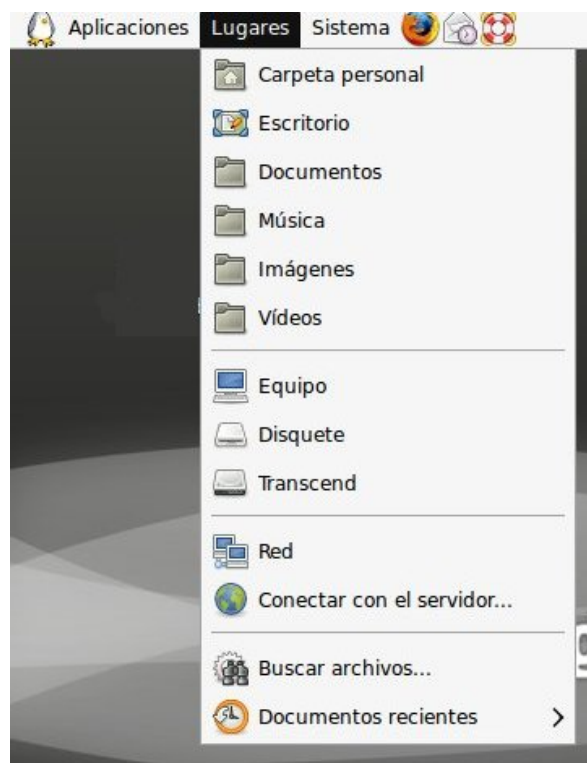 Aplicaciones Lugares Sistema
Carpeta personal
Escritorio
Documentos
Música
Imágenes
Vídeos
Equipo
Disquete
Transcend
Red
Conectar con el servidor...
Buscar archivos...
Documentos recientes